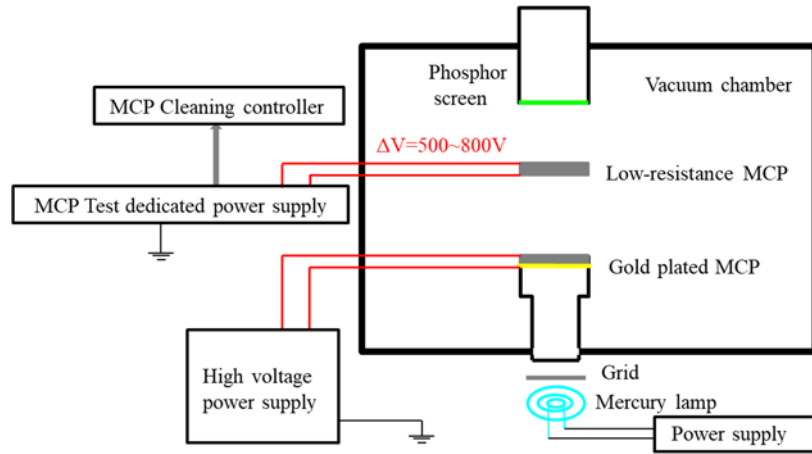 Phosphor
screen
Vacuum chamber
MCP Cleaning controller
ΔV=500~800V
Low-resistance MCP
MCP Test dedicated power supply
Gold plated MCP
High voltage
power supply
Grid
Mercury lamp
Power supply